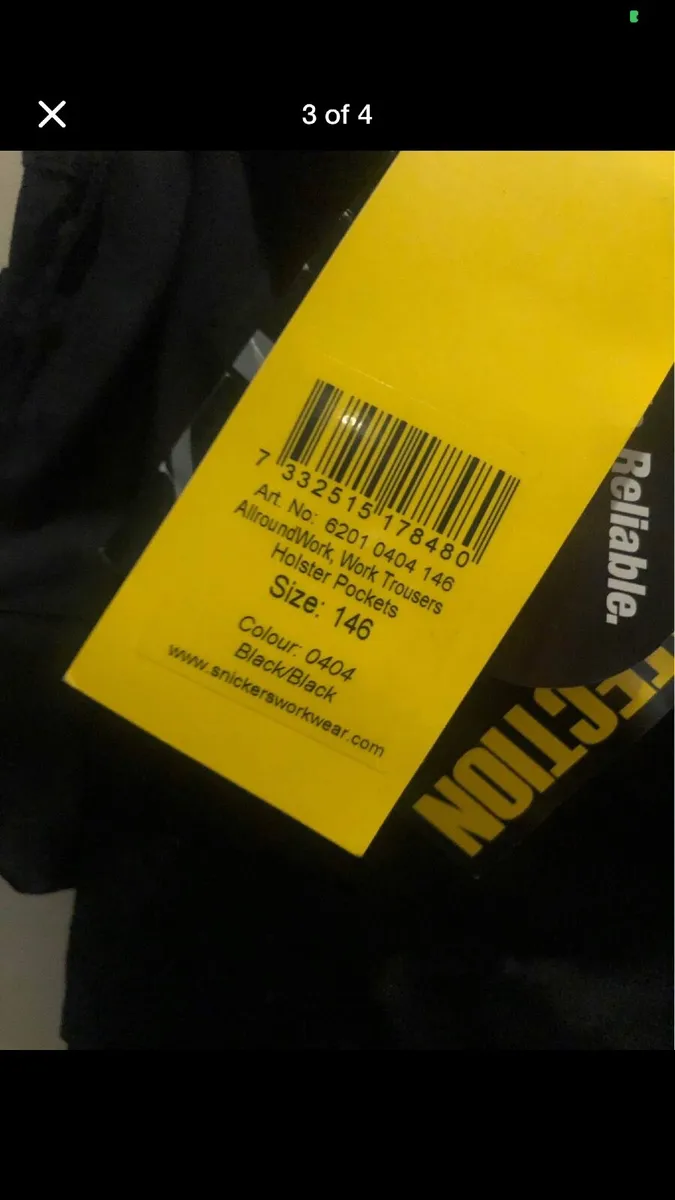 3 of 4
7 332515 178480
Art. No: 6201 0404 146
AllroundWork, Work Trousers
Holster Pockets
Size: 146
Colour: 0404
Black/Black
www.snickersworkwear.com
Reliable.
TECTION